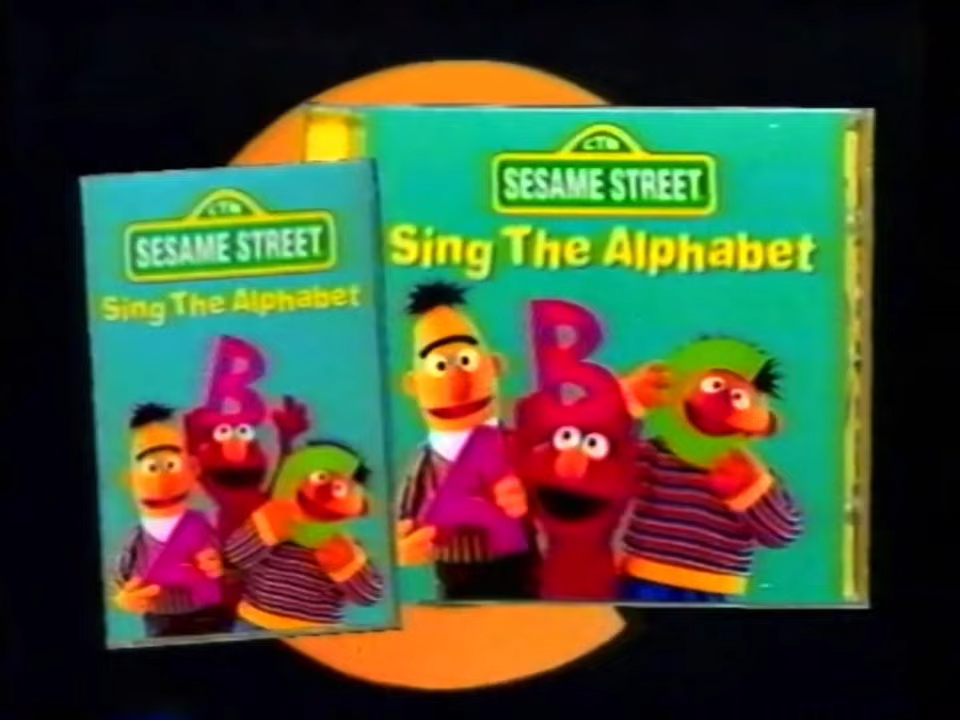 CTW
SESAME STREET
Sing The Alphabet
B
CTW
SESAME STREET
Sing The Alphabet
B